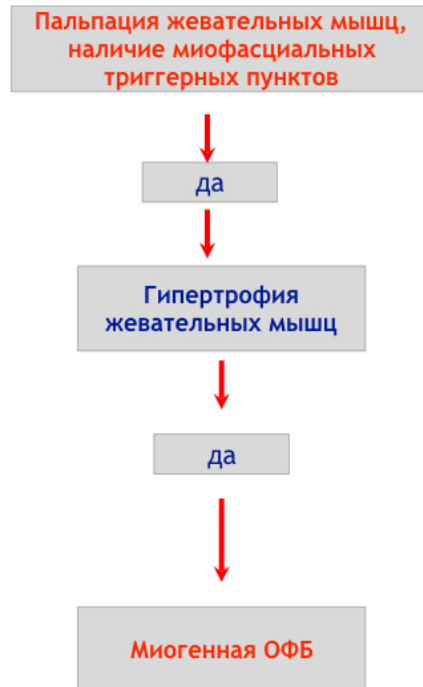 Пальпация жевательных мышц,
наличие миофасциальных
триггерных пунктов
да
Гипертрофия
жевательных мышц
да
Миогенная ОФБ